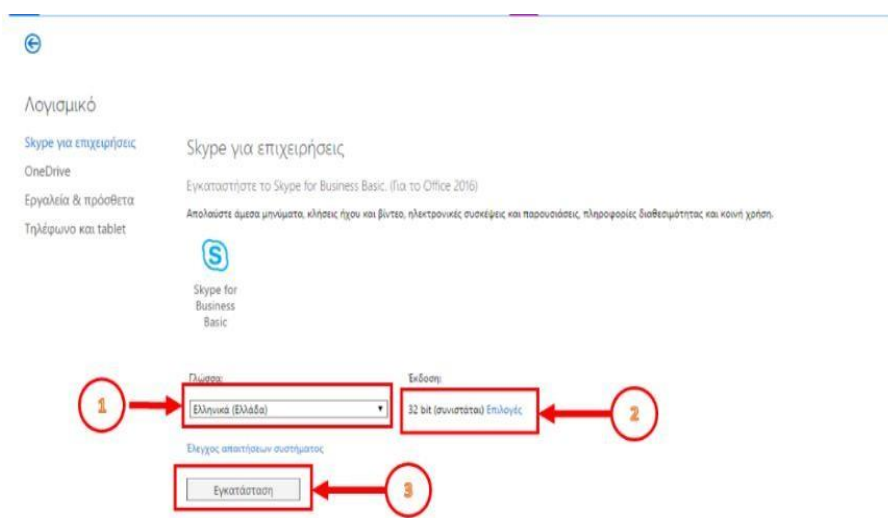 Λογισμικό
Skype για επιχειρήσεις
OneDrive
Εργαλεία & πρόσθετα
Τηλέφωνο και tablet
Skype για επιχειρήσεις
Εγκαταστήστε το Skype for Business Basic. (Για το Office 2016)
Απολαύστε άμεσα μηνύματα, κλήσεις ήχου και βίντεο, ηλεκτρονικές συσκέψεις και παρουσιάσεις, πληροφορίες διαθεσιμότητας και κοινή χρήση.
Skype for
Business
Basic
Γλώσσα:
Έκδοση:
1
Ελληνικά (Ελλάδα)
32 bit (συνιστάται) Επιλογές
2
Έλεγχος απαιτήσεων συστήματος
Εγκατάσταση
3